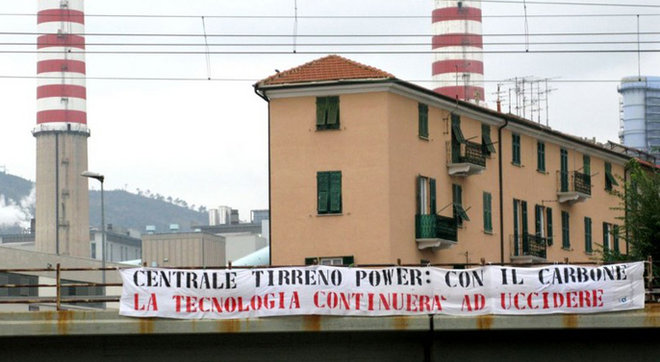 CENTRALE TIRRENO POWER: CON IL CARBONE
LA TECNOLOGIA CONTINUERA' AD UCCIDERE